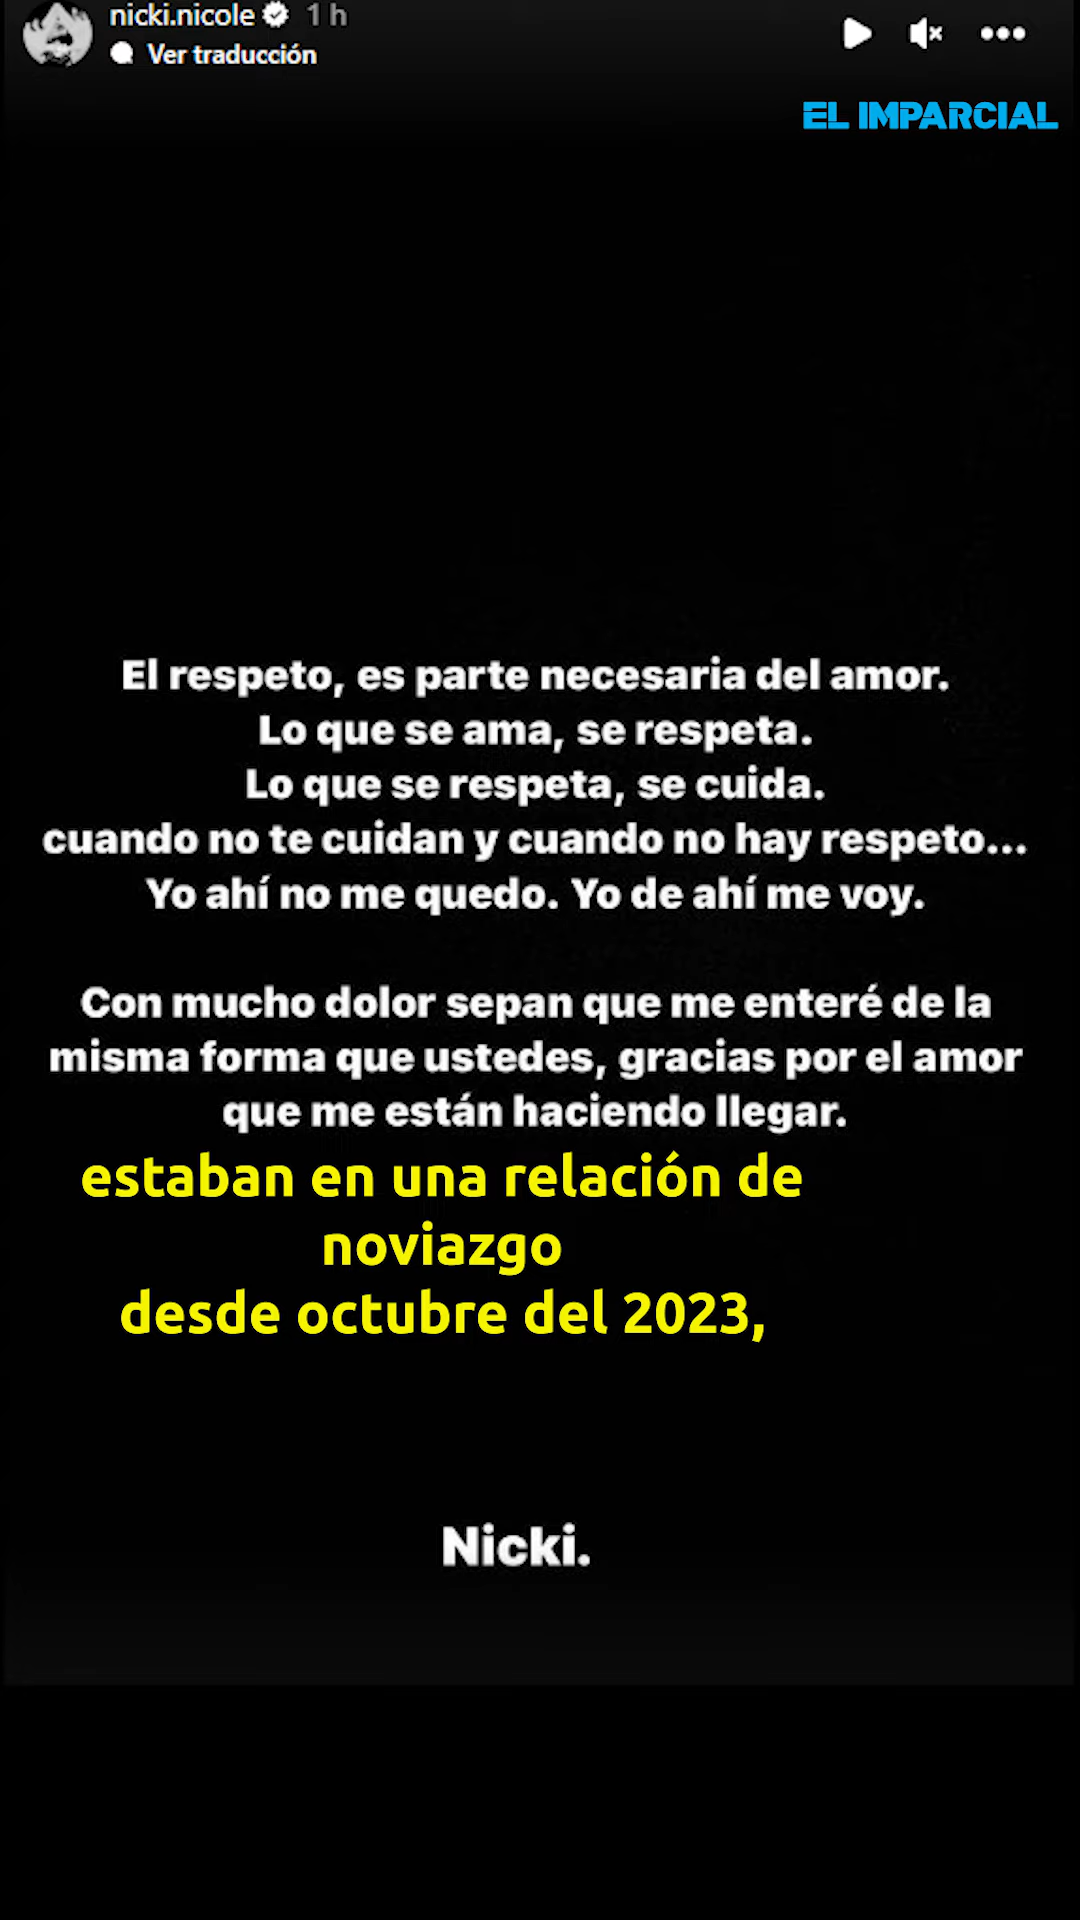 nicki.nicole 1 h
Ver traducción
EL IMPARCIAL
El respeto, es parte necesaria del amor.
Lo que se ama, se respeta.
Lo que se respeta, se cuida.
cuando no te cuidan y cuando no hay respeto...
Yo ahí no me quedo. Yo de ahí me voy.
Con mucho dolor sepan que me enteré de la
misma forma que ustedes, gracias por el amor
que me están haciendo llegar.
estaban en una relación de
noviazgo
desde octubre del 2023,
Nicki.